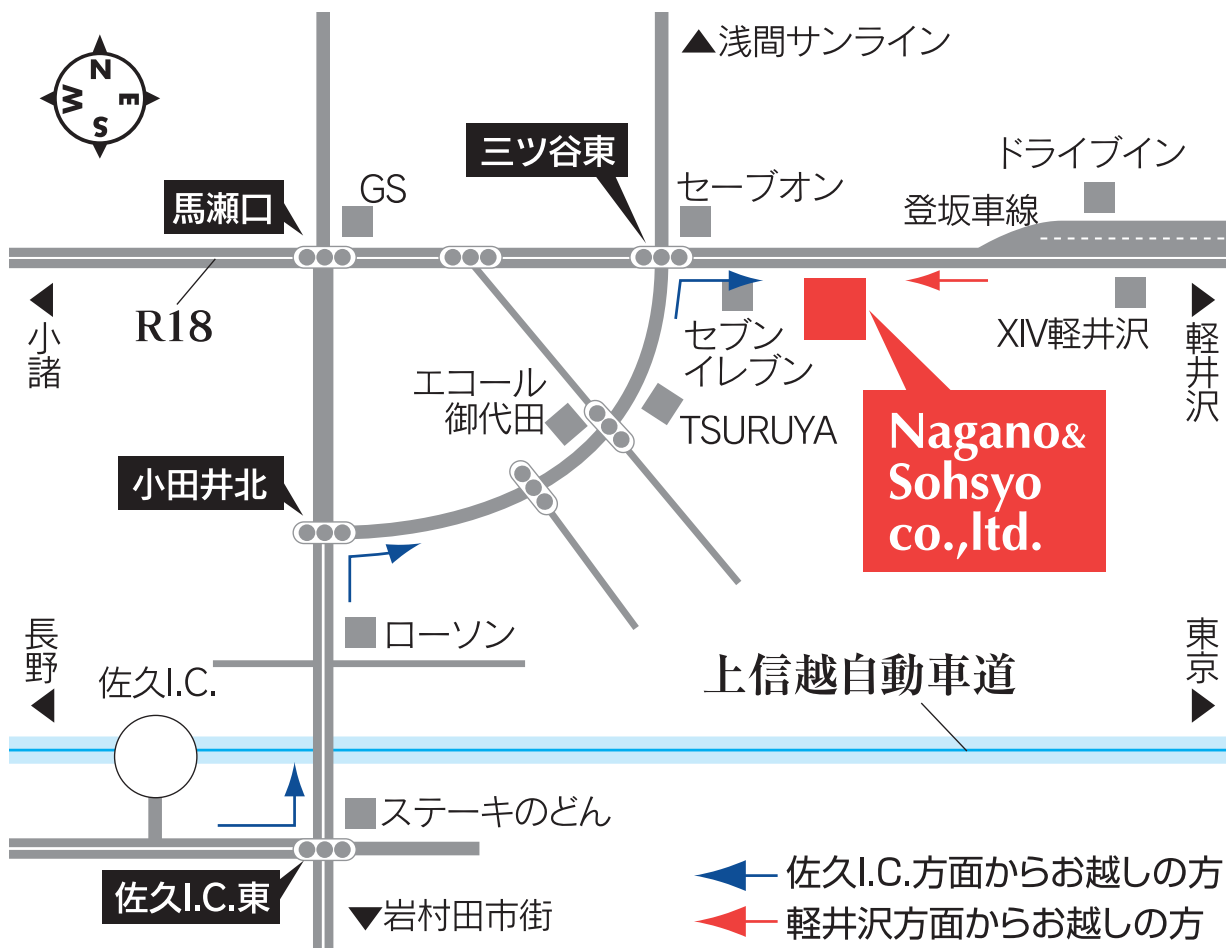 N
W
E
S
▲浅間サンライン
三ツ谷東
ドライブイン
セーブオン
GS
馬瀬口
登坂車線
R18
小諸
セブン
イレブン
XIV軽井沢
軽井沢
エコール
御代田
TSURUYA
Nagano&
Sohsyo
co.,ltd.
小田井北
ローソン
長野
東京
佐久I.C.
上信越自動車道
ステーキのどん
佐久I.C.東
▼岩村田市街
佐久I.C.方面からお越しの方
軽井沢方面からお越しの方